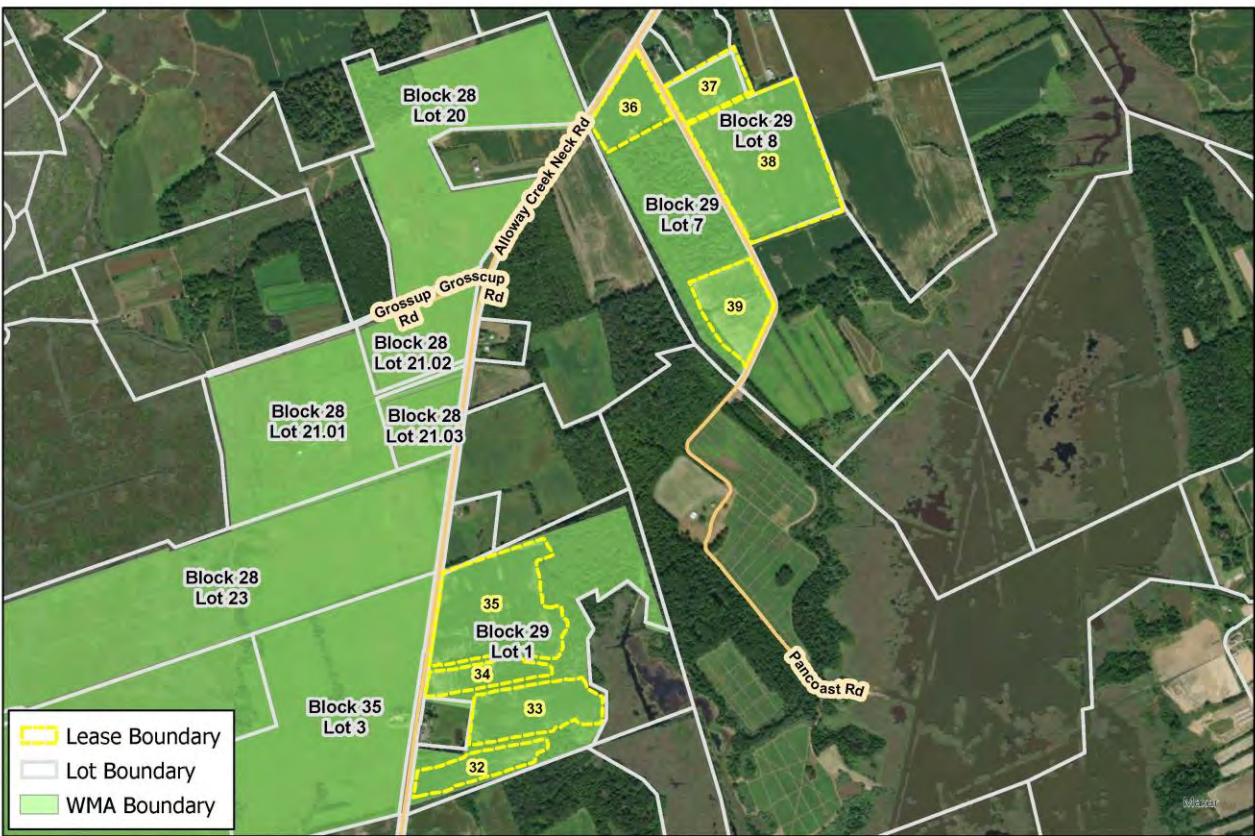 Block 28
Lot 20
36
37
Block 29
Lot 8
38
Alloway Creek Neck Rd
Block 29
Lot 7
Grossup
Rd
Grosscup
Rd
39
Block 28
Lot 21.02
Block 28
Lot 21.01
Block 28
Lot 21.03
Block 28
Lot 23
35
Block 29
Lot 1
34
33
32
Block 35
Lot 3
Pancoast Rd
Lease Boundary
Lot Boundary
WMA Boundary
Maxar